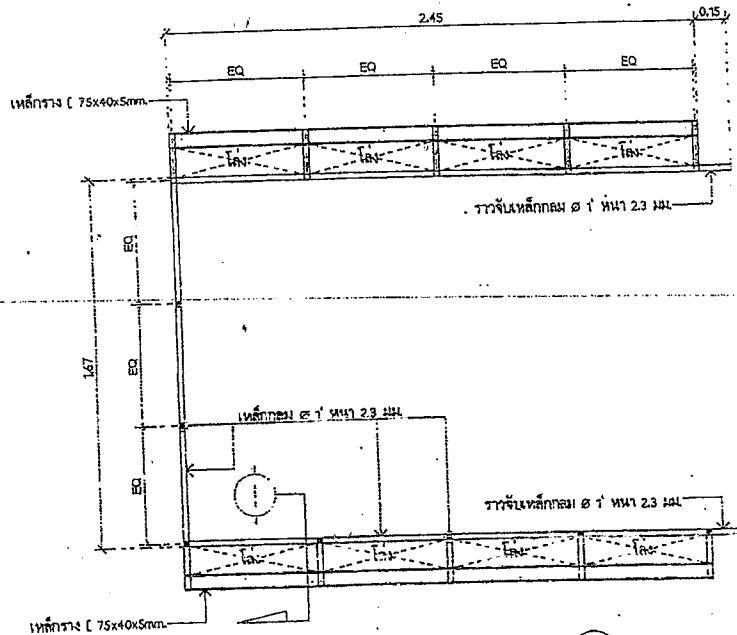 2.45
0.15
EQ
EQ
EQ
EQ
เหล็กราง [ 75x40x5mm.
โล่ง
โล่ง
โล่ง
โล่ง
ราวจับเหล็กกลม Ø 1" หนา 2.3 มม.
EQ
1.67
EQ
เหล็กกลม Ø 1" หนา 2.3 มม.
EQ
ราวจับเหล็กกลม Ø 1" หนา 2.3 มม.
โล่ง
โล่ง
โล่ง
โล่ง
เหล็กราง [ 75x40x5mm.